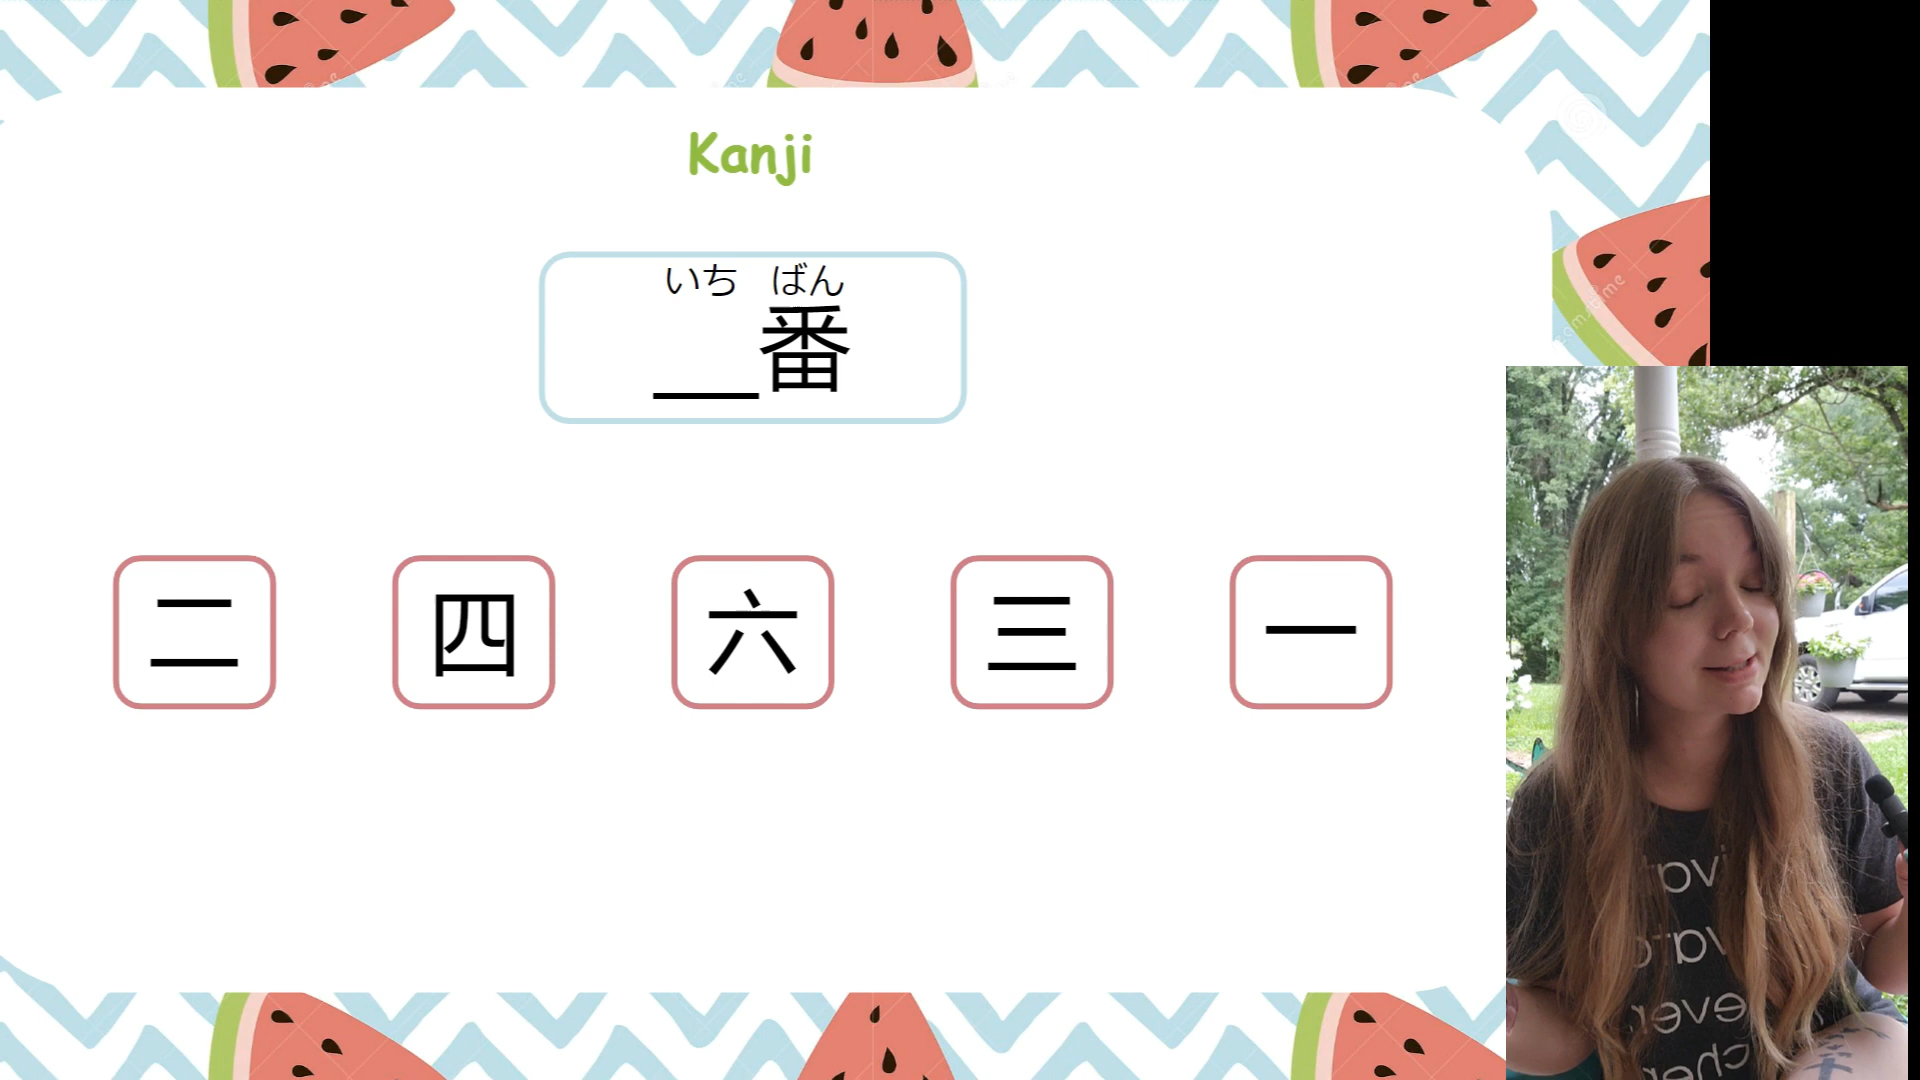 Kanji
いち ばん
__番
二 四 六 三 一